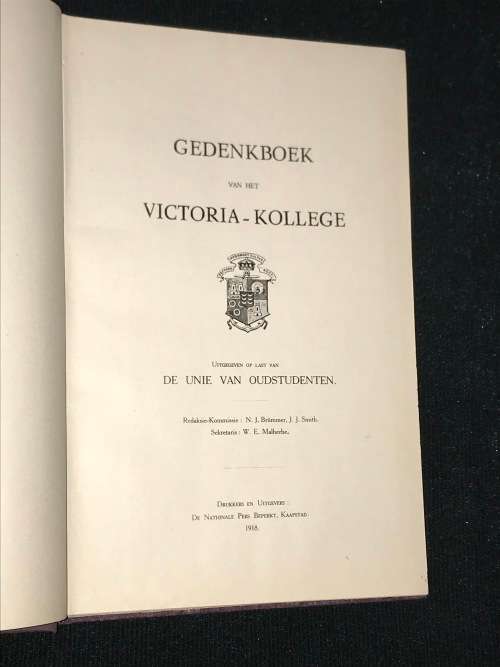 GEDENKBOEK
VAN HET
VICTORIA-KOLLEGE
UITGEGEVEN OP LAST VAN
DE UNIE VAN OUDSTUDENTEN.
Redaksie-Kommissie: N. J. Brümmer, J. J. Smith.
Sekretaris: W. E. Malherbe.
DRUKKERS EN UITGEVERS:
DE NATIONALE PERS BEPERKT, KAAPSTAD
1918.